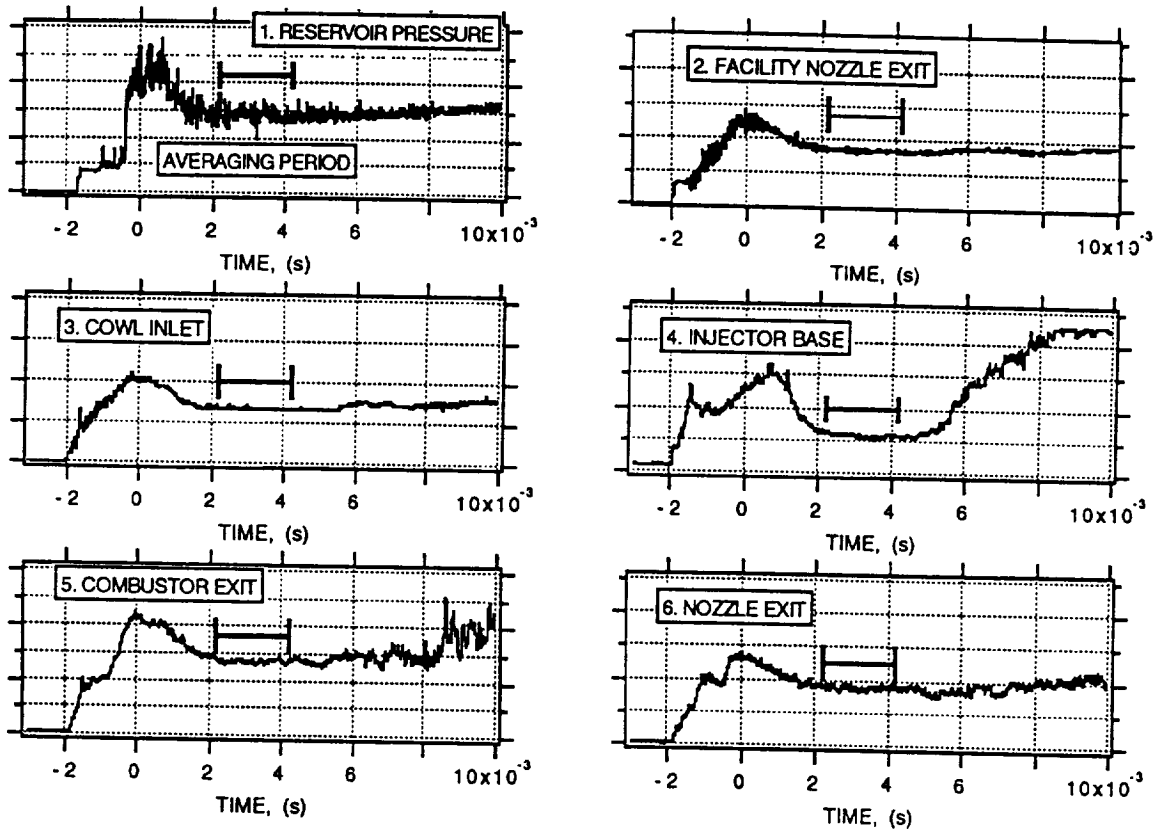 1. RESERVOIR PRESSURE
AVERAGING PERIOD
-2 0 2 4 6 10x10-3
TIME, (s)
2. FACILITY NOZZLE EXIT
-2 0 2 4 6 10x10-3
TIME, (s)
3. COWL INLET
-2 0 2 4 6 10x10-3
TIME, (s)
4. INJECTOR BASE
-2 0 2 4 6 10x10-3
TIME, (s)
5. COMBUSTOR EXIT
-2 0 2 4 6 10x10-3
TIME, (s)
6. NOZZLE EXIT
-2 0 2 4 6 10x10-3
TIME, (s)